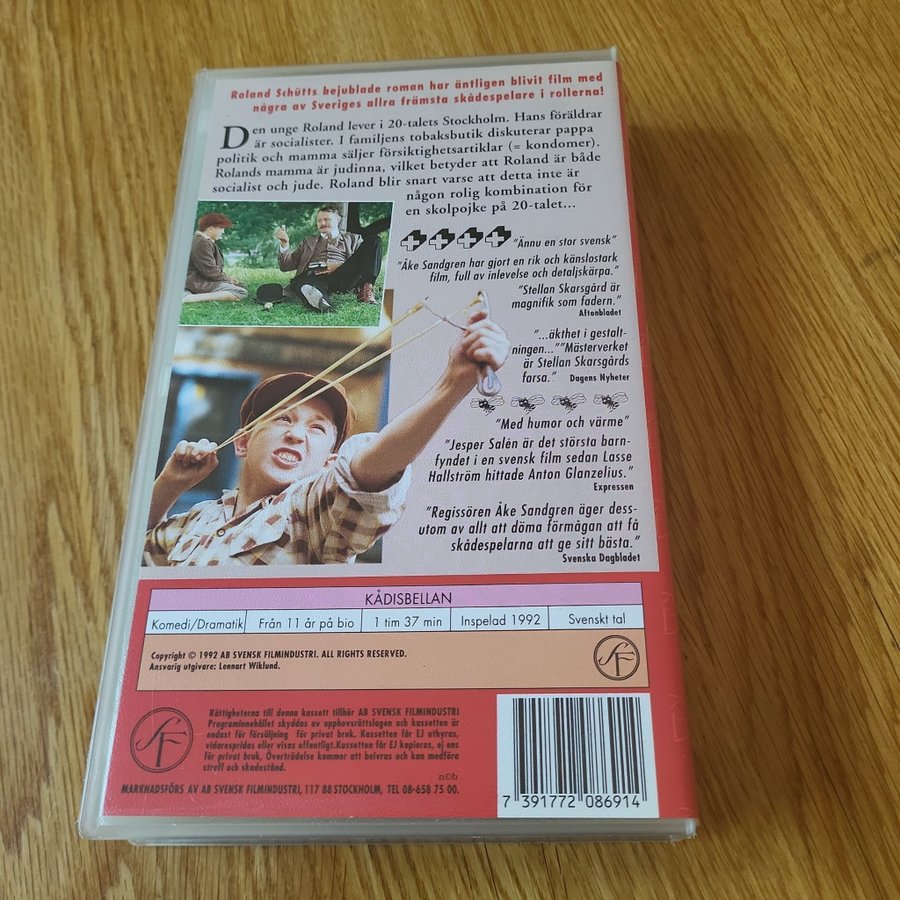 Roland Schütts bejublade roman har äntligen blivit film med
några av Sveriges allra främsta skådespelare i rollerna!
Den unge Roland lever i 20-talets Stockholm. Hans föräldrar
är socialister. I familjens tobaksbutik diskuterar pappa
politik och mamma säljer försiktighetsartiklar (= kondomer).
Rolands mamma är judinna, vilket betyder att Roland är både
socialist och jude. Roland blir snart varse att detta inte är
någon rolig kombination för
en skolpojke på 20-talet...
"Ännu en stor svensk"
"Åke Sandgren har gjort en rik och känslostark
film, full av inlevelse och detaljskärpa."
"Stellan Skarsgård är
magnifik som fadern."
Aftonbladet
"...äkthet i gestalt-
ningen...""Mästerverket
är Stellan Skarsgårds
farsa." Dagens Nyheter
"Med humor och värme"
"Jesper Salén är det största barn-
fyndet i en svensk film sedan Lasse
Hallström hittade Anton Glanzelius."
Expressen
"Regissören Åke Sandgren äger dess-
utom av allt att döma förmågan att få
skådespelarna att ge sitt bästa."
Svenska Dagbladet
KÅDISBELLAN
Komedi/Dramatik Från 11 år på bio 1 tim 37 min Inspelad 1992 Svenskt tal
Copyright © 1992 AB SVENSK FILMINDUSTRI. ALL RIGHTS RESERVED.
Ansvarig utgivare: Lennart Wiklund.
SF
SF
Rättigheterna till denna kassett tillhör AB SVENSK FILMINDUSTRI
Programinnehållet skyddas av upphovsrättslagen och kassetten är
endast för försäljning för privat bruk. Kassetten får EJ uthyras,
vidarespridas eller visas offentligt.Kassetten får EJ kopieras, ej ens
för privat bruk, Överträdelse kommer att beivras och kan medföra
straff och skadestånd.
n©b
MARKNADSFÖRS AV AB SVENSK FILMINDUSTRI, 117 88 STOCKHOLM, TEL 08-658 75 00.
7 391772 086914